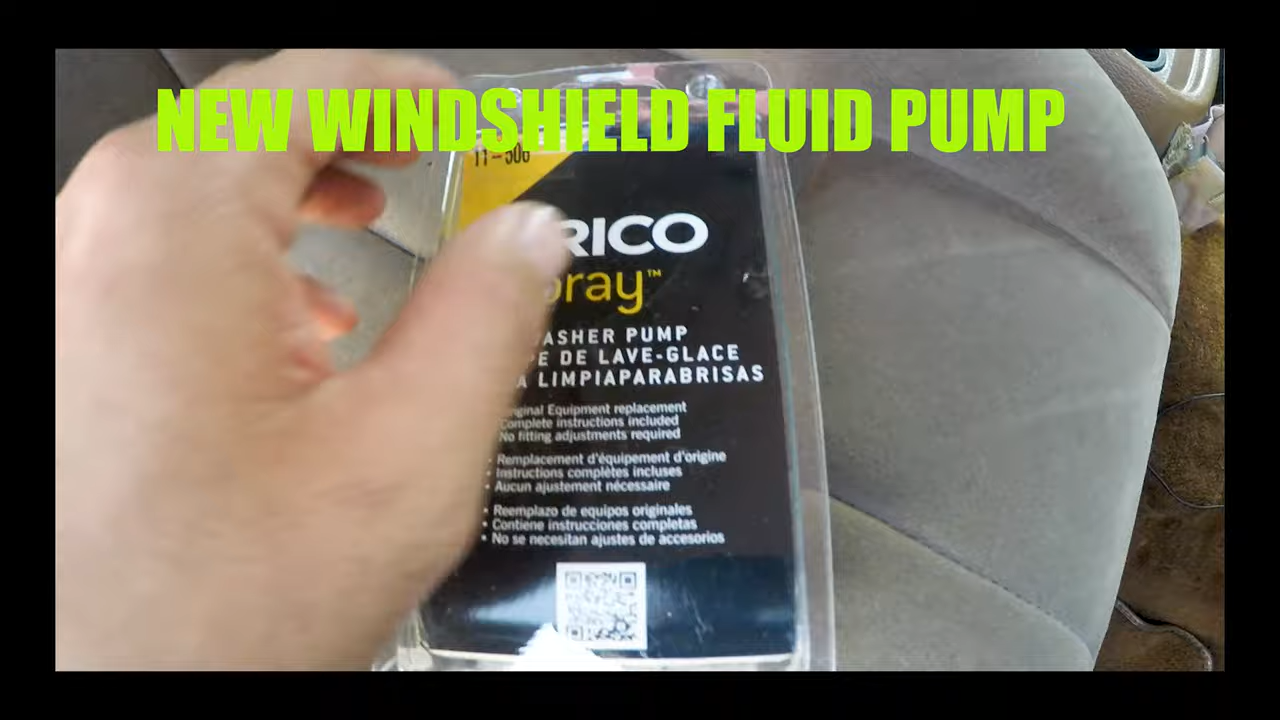 NEW WINDSHIELD FLUID PUMP
RICO
pray™
ASHER PUMP
E DE LAVE-GLACE
A LIMPIAPARABRISAS
Equipment replacement
Complete instructions included
No fitting adjustments required
• Remplacement d'équipement d'origine
• Instructions complètes incluses
• Aucun ajustement nécessaire
• Reemplazo de equipos originales
• Contiene instrucciones completas
• No se necesitan ajustes de accesorios